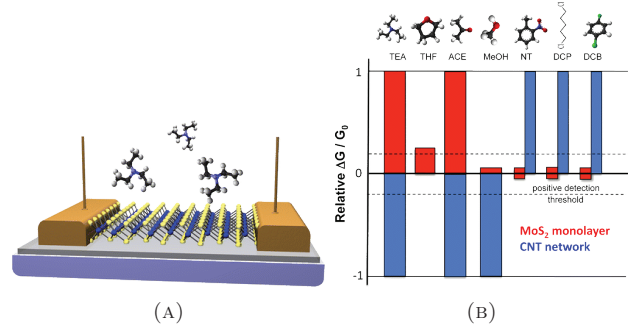 TEA THF ACE MeOH NT DCP DCB
1
Relative ΔG / G₀
0
positive detection
threshold
MoS₂ monolayer
CNT network
-1
(A)
(B)